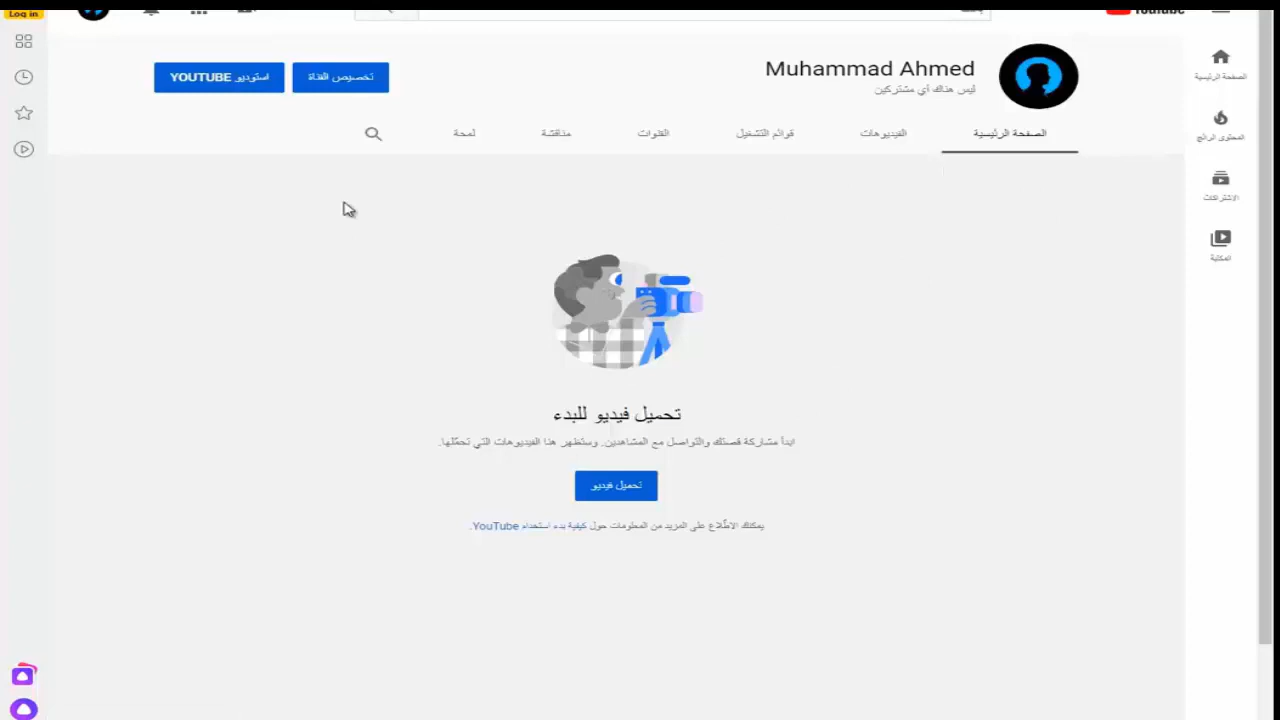 Log in
YouTube
Muhammad Ahmed
ليس هناك أي مشتركين
تخصيص القناة
استوديو YOUTUBE
الصفحة الرئيسية
الفيديوهات
قوائم التشغيل
القنوات
مناقشة
لمحة
الصفحة الرئيسية
المحتوى الرائج
الاشتراكات
المكتبة
تحميل فيديو للبدء
ابدأ مشاركة قصتك والتواصل مع المشاهدين. وستظهر هنا الفيديوهات التي تحمّلها.
تحميل فيديو
يمكنك الاطّلاع على المزيد من المعلومات حول كيفية بدء استخدام YouTube.